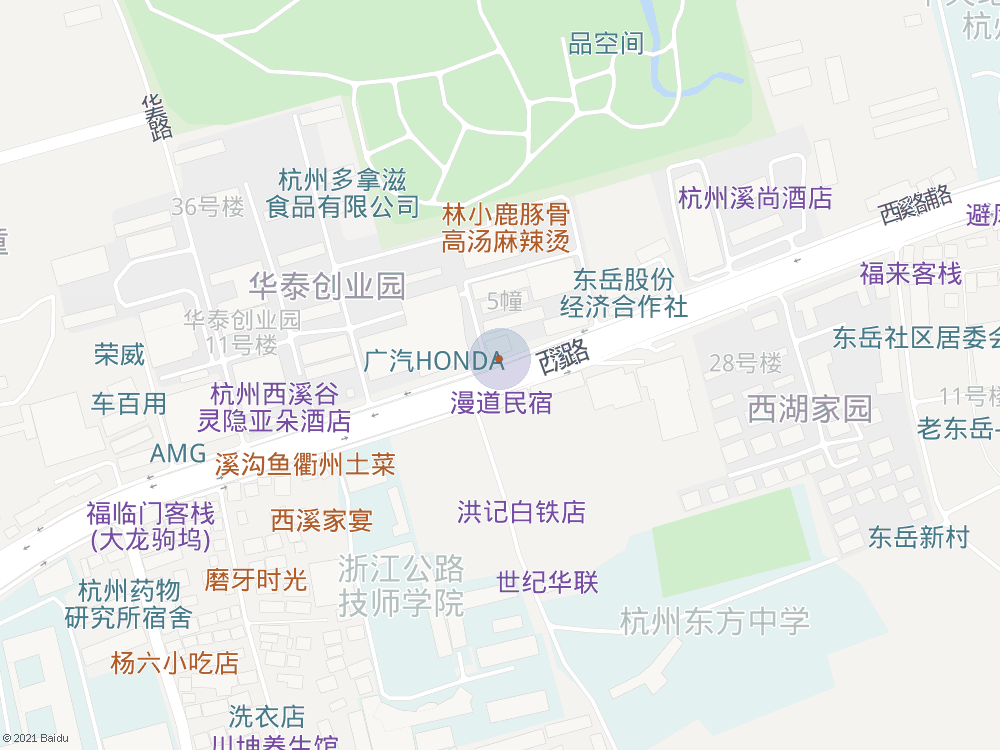 品空间
华泰路
杭州多拿滋
食品有限公司
36号楼
杭州溪尚酒店
西溪路辅路
林小鹿豚骨
高汤麻辣烫
华泰创业园
东岳股份
经济合作社
福来客栈
5幢
华泰创业园
11号楼
荣威
广汽HONDA
西溪路
东岳社区居委会
28号楼
杭州西溪谷
灵隐亚朵酒店
车百用
漫道民宿
西湖家园
11号楼
老东岳
AMG
溪沟鱼衢州土菜
福临门客栈
(大龙驹坞)
西溪家宴
洪记白铁店
东岳新村
浙江公路
技师学院
磨牙时光
世纪华联
杭州药物
研究所宿舍
杭州东方中学
杨六小吃店
洗衣店
川坤养生馆
© 2021 Baidu